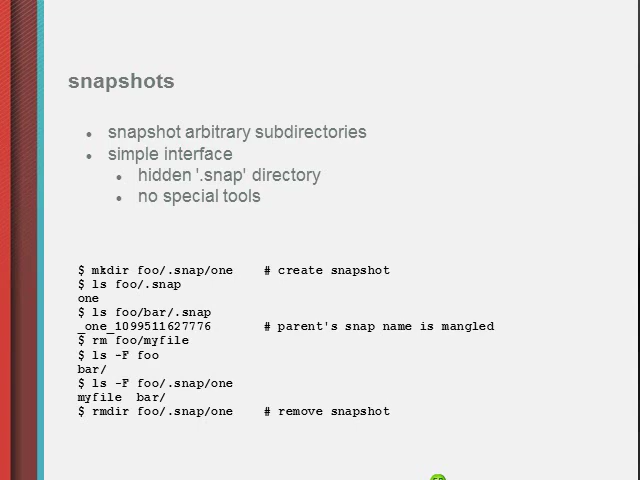 snapshots
● snapshot arbitrary subdirectories
● simple interface
● hidden '.snap' directory
● no special tools
$ mkdir foo/.snap/one # create snapshot
$ ls foo/.snap
one
$ ls foo/bar/.snap
_one_1099511627776 # parent's snap name is mangled
$ rm foo/myfile
$ ls -F foo
bar/
$ ls -F foo/.snap/one
myfile bar/
$ rmdir foo/.snap/one # remove snapshot